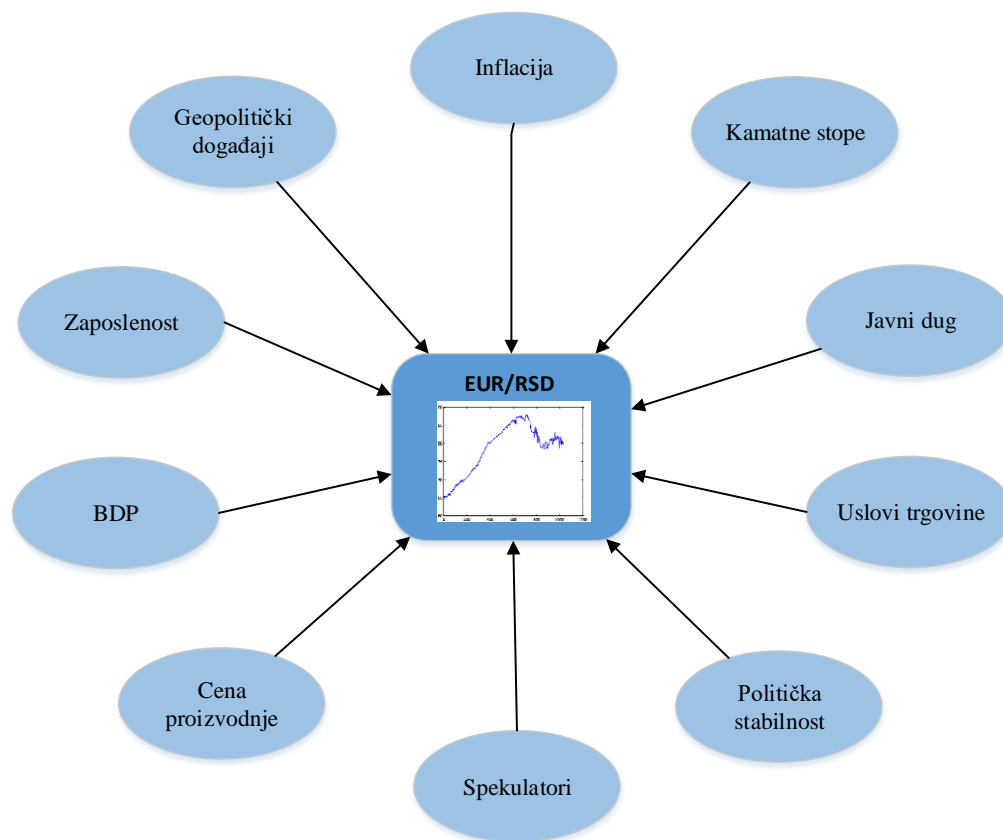 Inflacija
Geopolitički
događaji
Kamatne stope
Zaposlenost
Javni dug
EUR/RSD
BDP
Uslovi trgovine
Cena
proizvodnje
Politička
stabilnost
Spekulatori